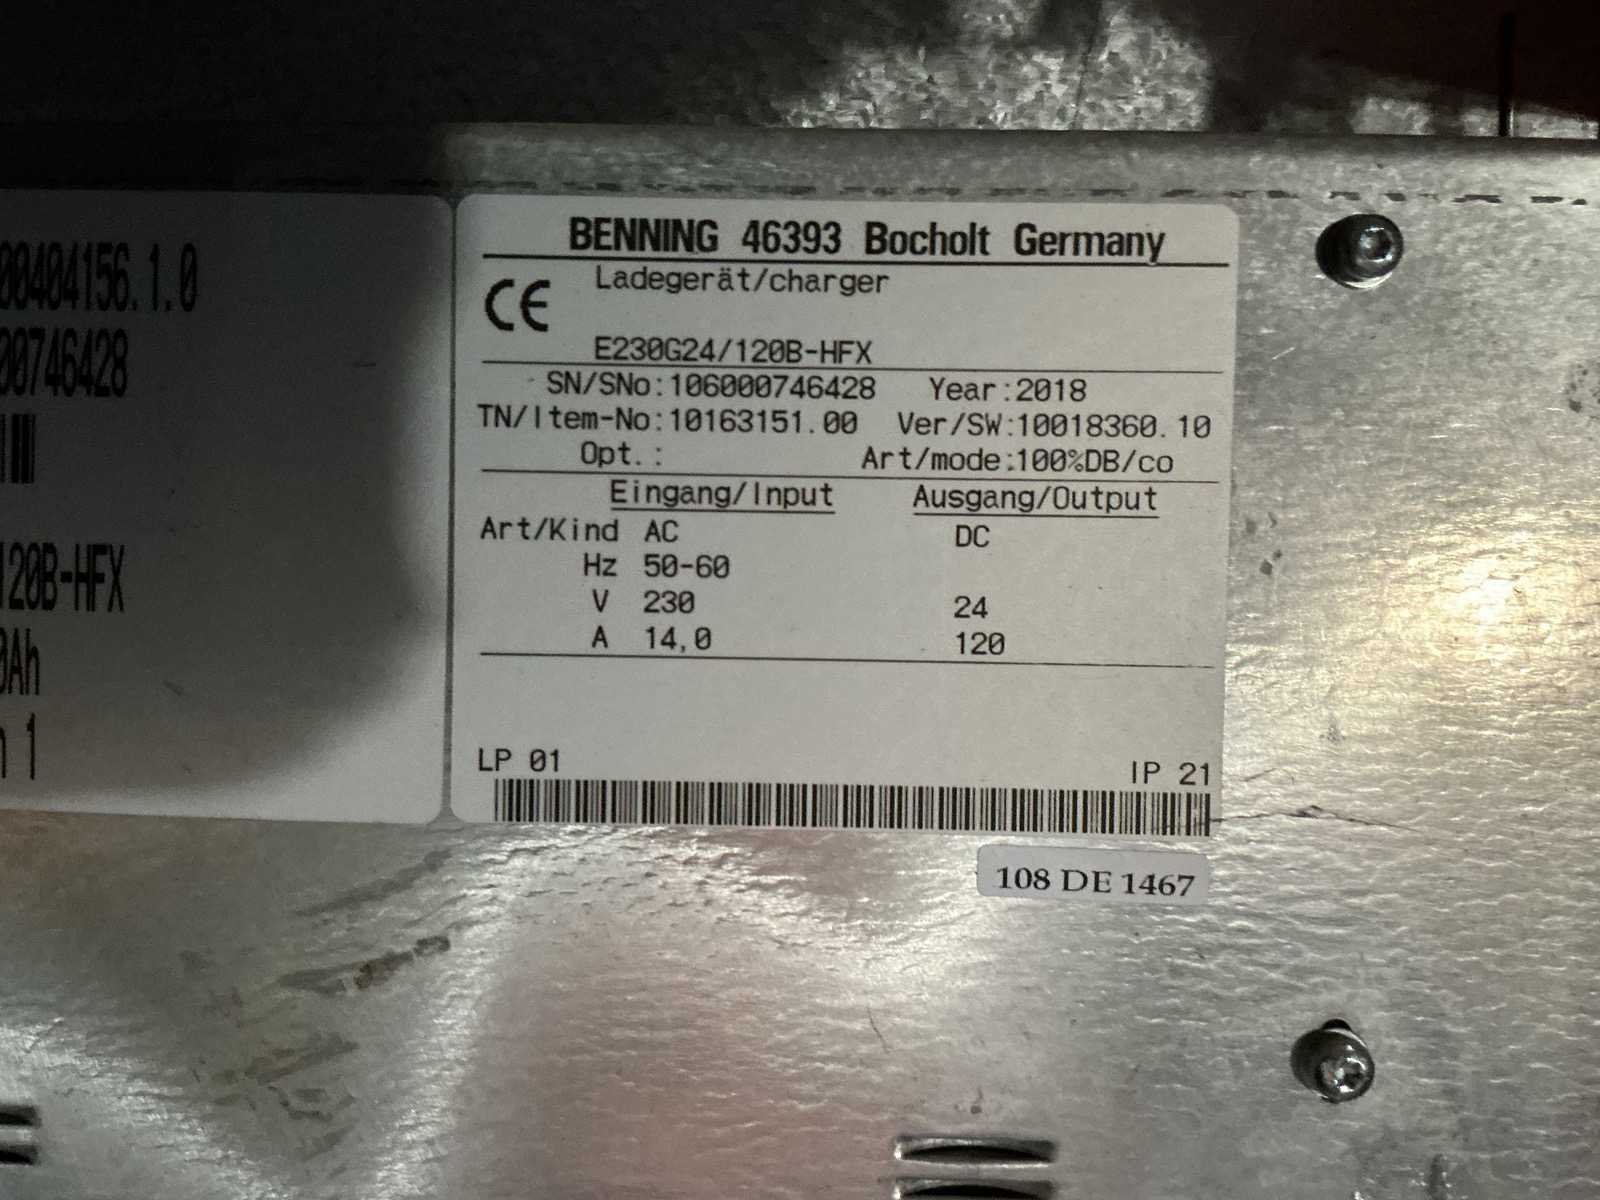 00404156.1.0
00746428
120B-HFX
0Ah
1
BENNING 46393 Bocholt Germany
CE Ladegerät/charger
E230G24/120B-HFX
SN/SNo:106000746428 Year:2018
TN/Item-No:10163151.00 Ver/SW:10018360.10
Opt.: Art/mode:100%DB/co
Eingang/Input Ausgang/Output
Art/Kind AC DC
Hz 50-60
V 230 24
A 14,0 120
LP 01 IP 21
108 DE 1467